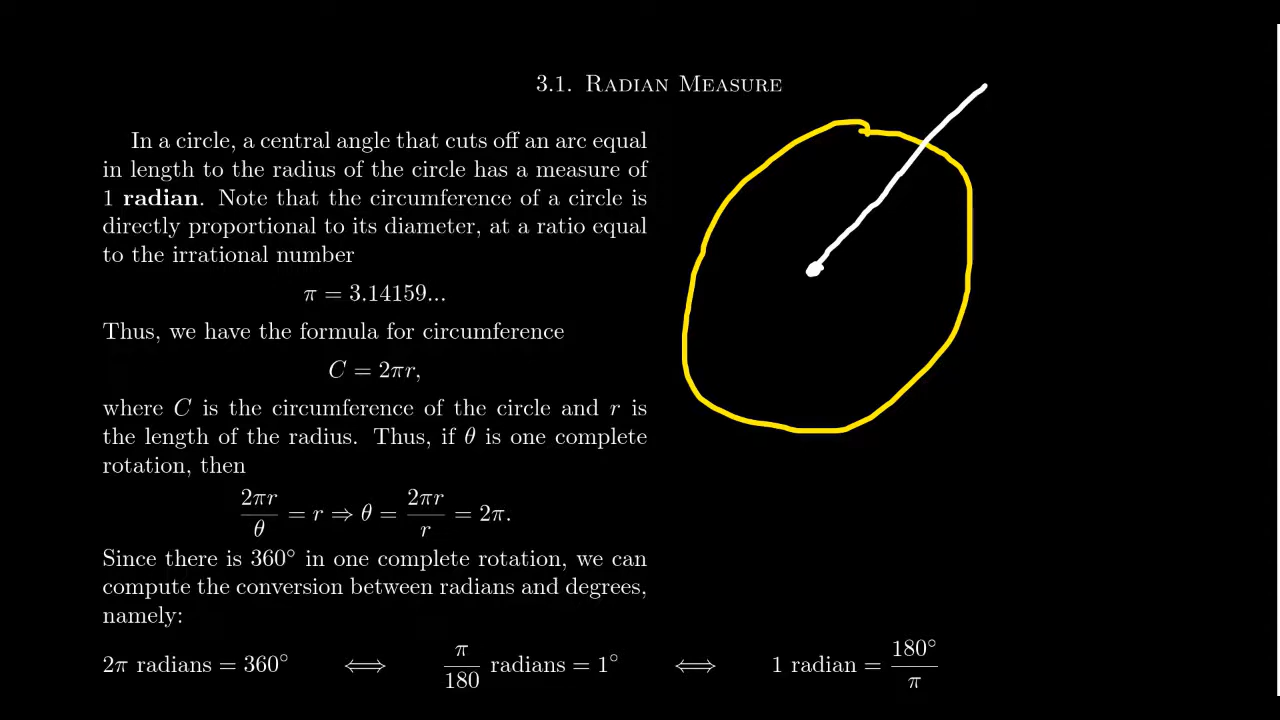 3.1. Radian Measure
In a circle, a central angle that cuts off an arc equal
in length to the radius of the circle has a measure of
1 radian. Note that the circumference of a circle is
directly proportional to its diameter, at a ratio equal
to the irrational number
π = 3.14159...
Thus, we have the formula for circumference
C = 2πr,
where C is the circumference of the circle and r is
the length of the radius. Thus, if θ is one complete
rotation, then
2πr/θ = r ⇒ θ = 2πr/r = 2π.
Since there is 360° in one complete rotation, we can
compute the conversion between radians and degrees,
namely:
2π radians = 360° ⟺ π/180 radians = 1° ⟺ 1 radian = 180°/π